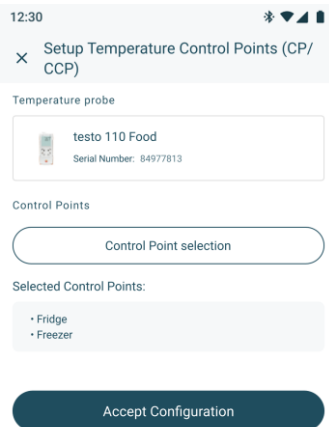 12:30
Setup Temperature Control Points (CP/
CCP)
Temperature probe
testo 110 Food
Serial Number: 84977813
Control Points
Control Point selection
Selected Control Points:
• Fridge
• Freezer
Accept Configuration